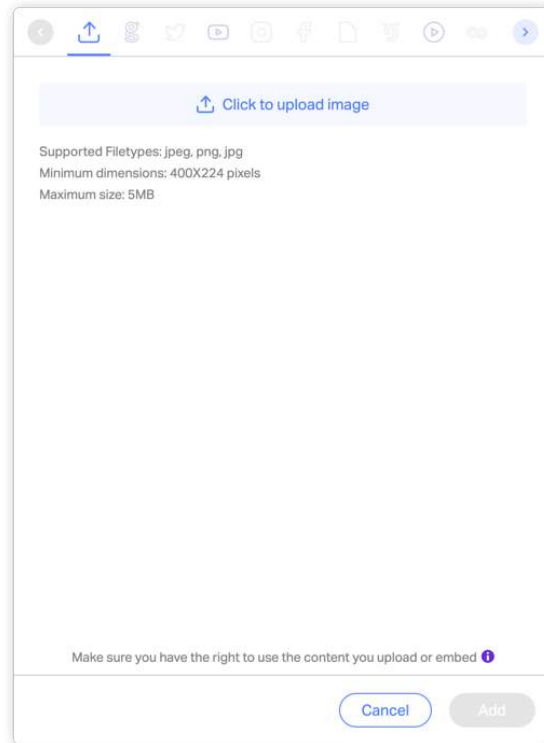 Click to upload image
Supported Filetypes: jpeg, png, jpg
Minimum dimensions: 400X224 pixels
Maximum size: 5MB
Make sure you have the right to use the content you upload or embed
Cancel
Add